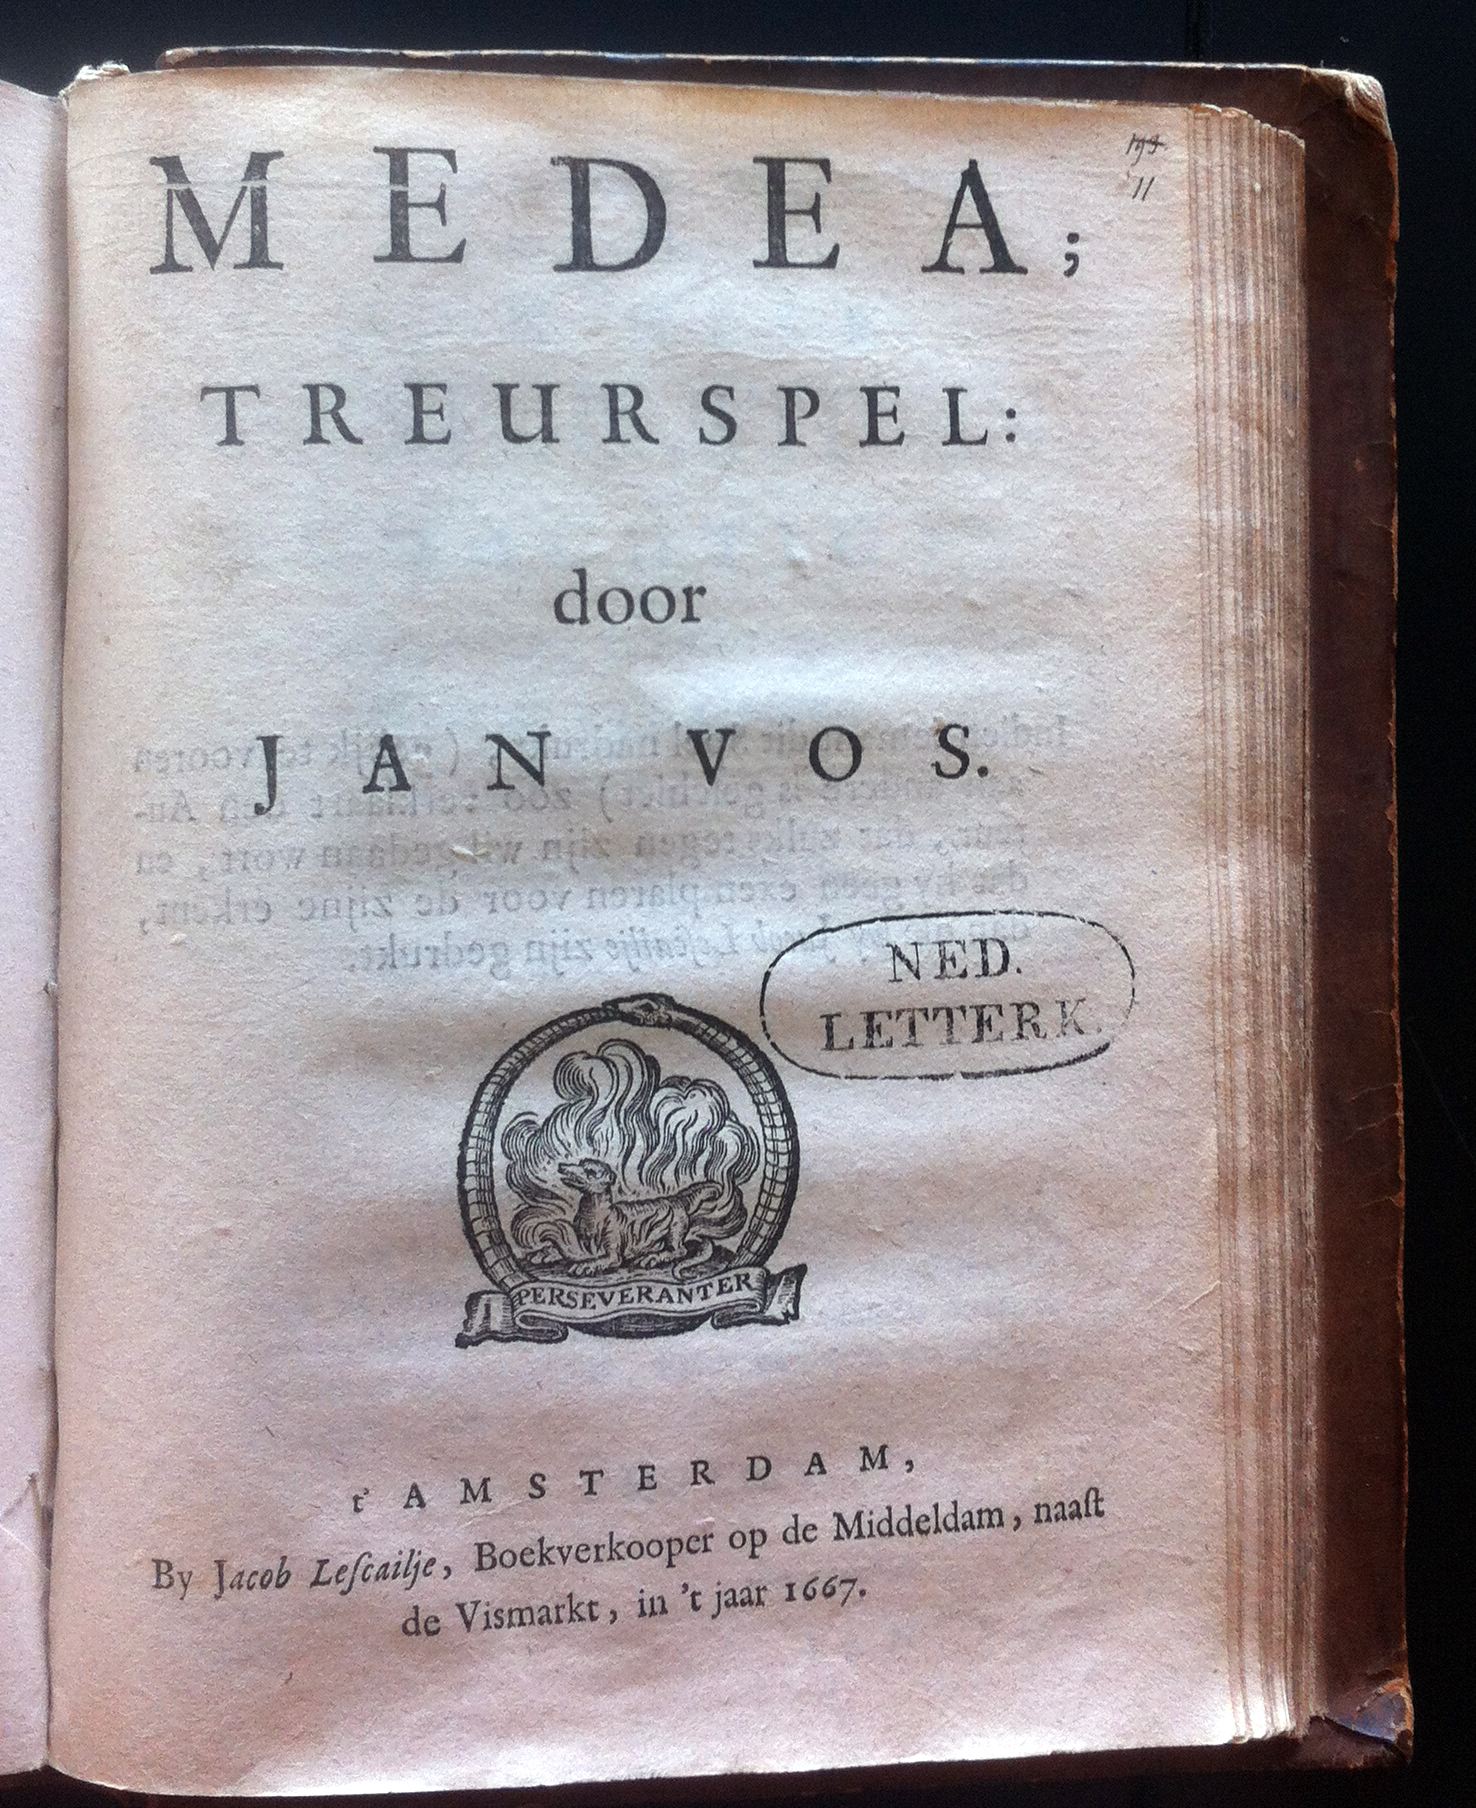 MEDEA;
TREURSPEL:
door
JAN VOS.
NED.
LETTERK.
PERSEVERANTER
t' AMSTERDAM,
By Jacob Leſcailje, Boekverkooper op de Middeldam, naaſt
de Vismarkt, in 't jaar 1667.
11